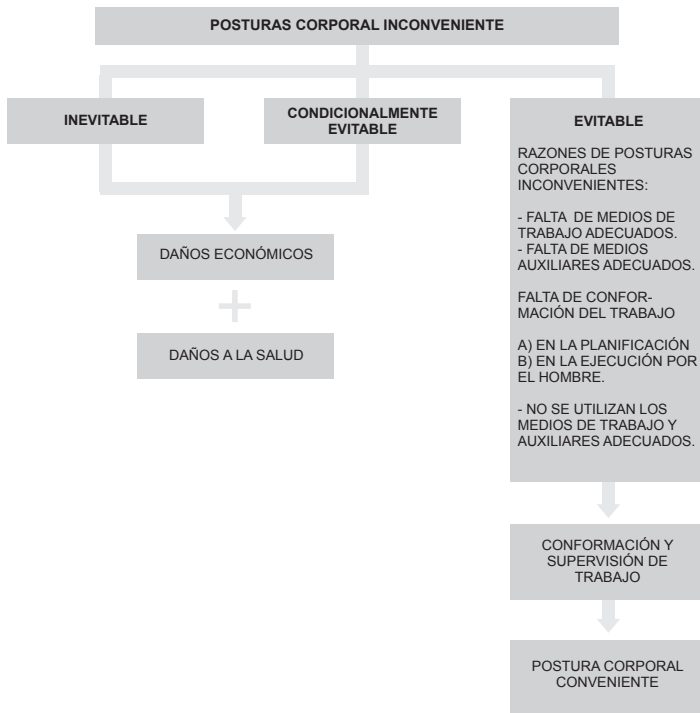 POSTURAS CORPORAL INCONVENIENTE
INEVITABLE
CONDICIONALMENTE
EVITABLE
DAÑOS ECONÓMICOS
+
DAÑOS A LA SALUD
EVITABLE
RAZONES DE POSTURAS
CORPORALES
INCONVENIENTES:
- FALTA DE MEDIOS DE
TRABAJO ADECUADOS.
- FALTA DE MEDIOS
AUXILIARES ADECUADOS.
FALTA DE CONFOR-
MACIÓN DEL TRABAJO
A) EN LA PLANIFICACIÓN
B) EN LA EJECUCIÓN POR
EL HOMBRE.
- NO SE UTILIZAN LOS
MEDIOS DE TRABAJO Y
AUXILIARES ADECUADOS.
CONFORMACIÓN Y
SUPERVISIÓN DE
TRABAJO
POSTURA CORPORAL
CONVENIENTE